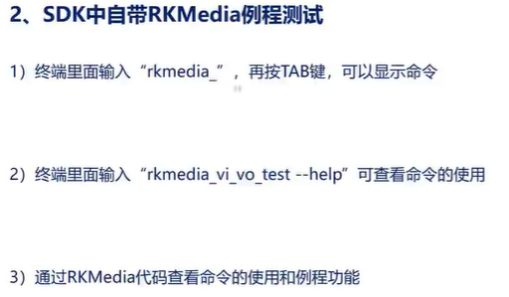 2、SDK中自带RKMedia例程测试
1）终端里面输入“rkmedia_”，再按TAB键，可以显示命令
2）终端里面输入“rkmedia_vi_vo_test --help”可查看命令的使用
3）通过RKMedia代码查看命令的使用和例程功能